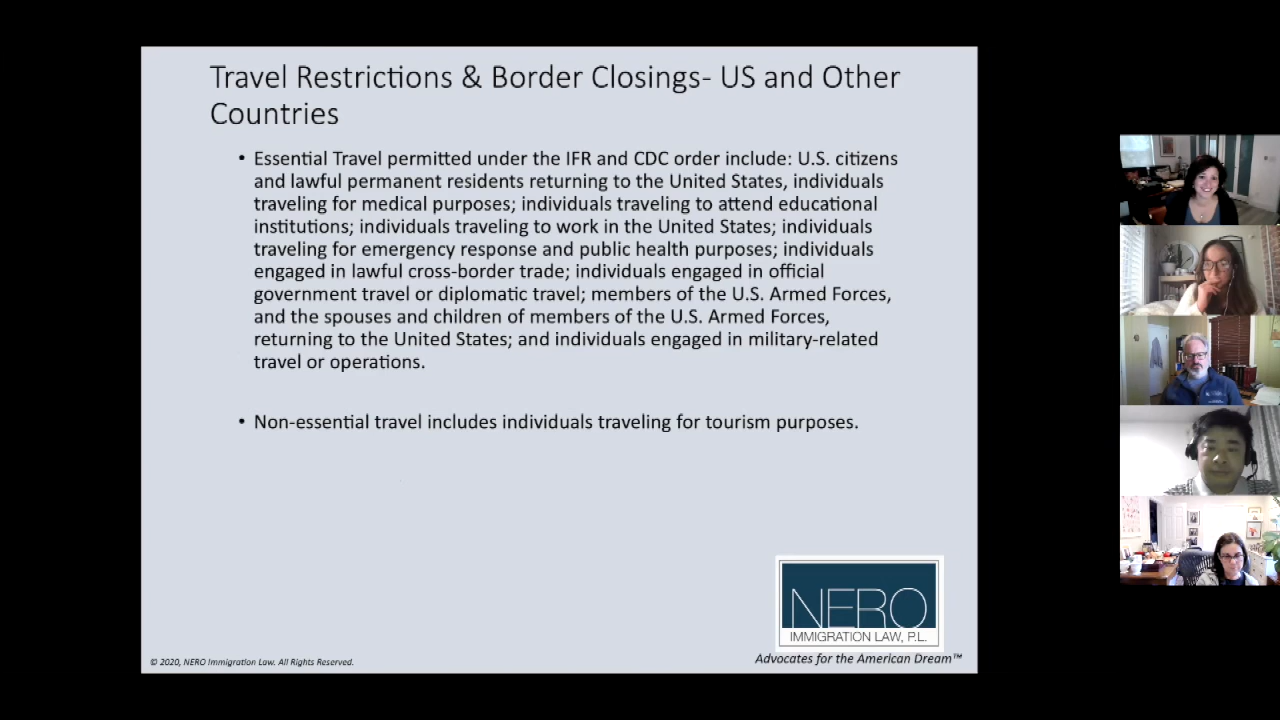 Travel Restrictions & Border Closings- US and Other
Countries
• Essential Travel permitted under the IFR and CDC order include: U.S. citizens
and lawful permanent residents returning to the United States, individuals
traveling for medical purposes; individuals traveling to attend educational
institutions; individuals traveling to work in the United States; individuals
traveling for emergency response and public health purposes; individuals
engaged in lawful cross-border trade; individuals engaged in official
government travel or diplomatic travel; members of the U.S. Armed Forces,
and the spouses and children of members of the U.S. Armed Forces,
returning to the United States; and individuals engaged in military-related
travel or operations.
• Non-essential travel includes individuals traveling for tourism purposes.
NERO
IMMIGRATION LAW, P.L.
Advocates for the American Dream™
© 2020, NERO Immigration Law. All Rights Reserved.